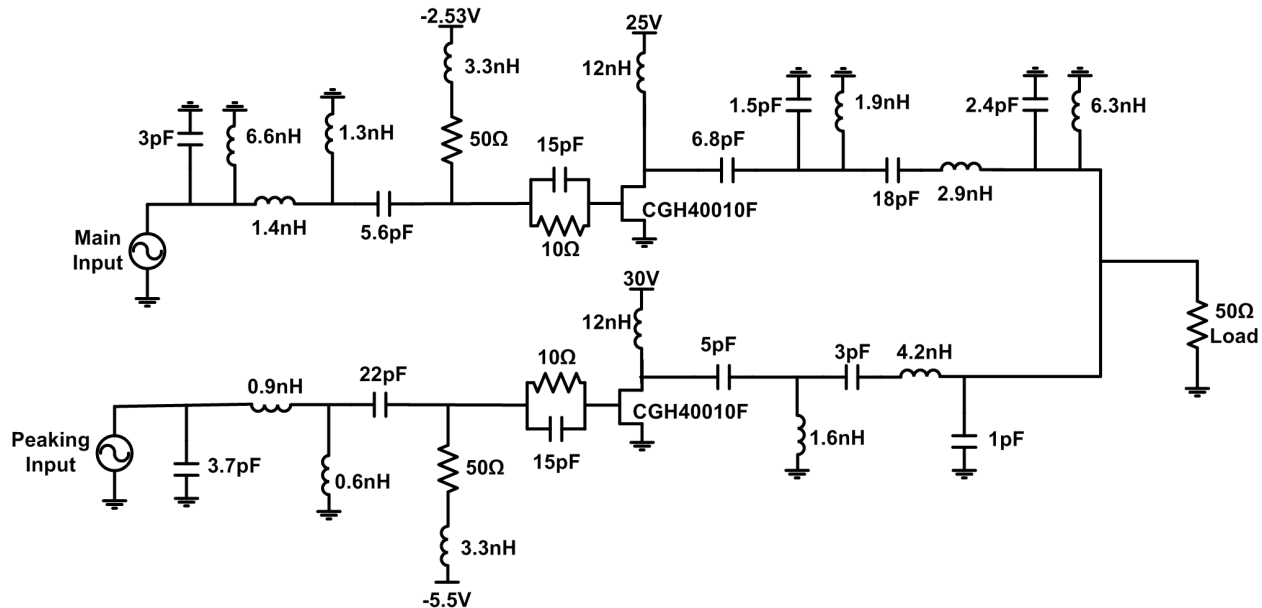 -2.53V
25V
3.3nH
12nH
3pF
6.6nH
1.3nH
50Ω
15pF
6.8pF
1.5pF
1.9nH
2.4pF
6.3nH
1.4nH
5.6pF
10Ω
CGH40010F
18pF
2.9nH
Main
Input
30V
12nH
50Ω
Load
5pF
3pF
4.2nH
10Ω
22pF
0.9nH
CGH40010F
Peaking
Input
3.7pF
0.6nH
50Ω
15pF
1.6nH
1pF
3.3nH
-5.5V